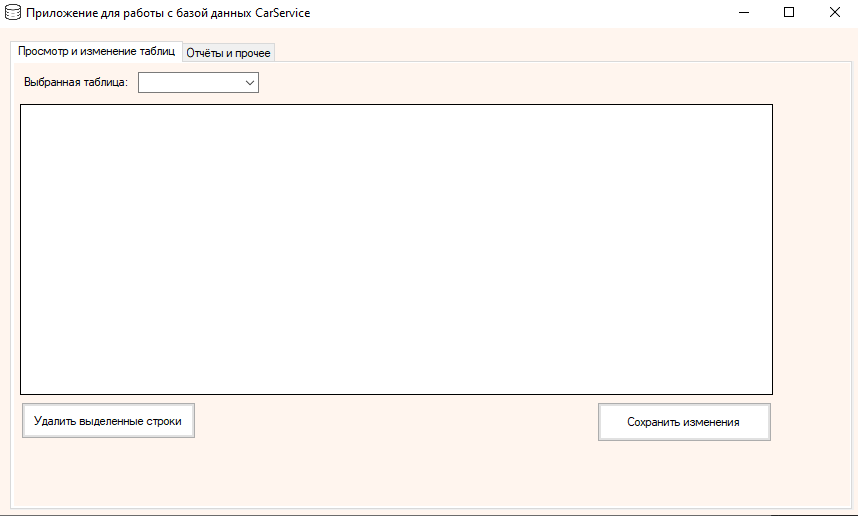 Приложение для работы с базой данных CarService
Просмотр и изменение таблиц
Отчёты и прочее
Выбранная таблица:
Удалить выделенные строки
Сохранить изменения